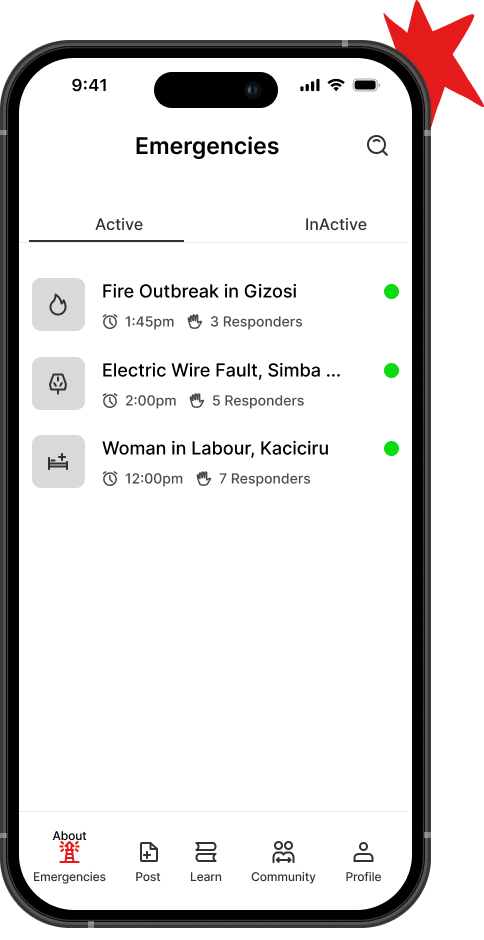 9:41
Emergencies
Active InActive
Fire Outbreak in Gizosi
1:45pm 3 Responders
Electric Wire Fault, Simba ...
2:00pm 5 Responders
Woman in Labour, Kaciciru
12:00pm 7 Responders
About
Emergencies Post Learn Community Profile